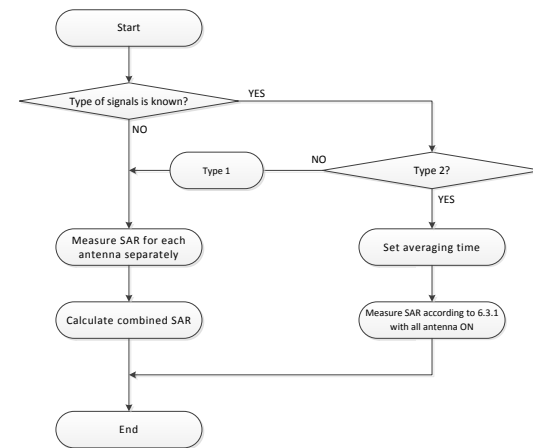 Start
Type of signals is known?
YES
NO
NO
Type 1
Type 2?
YES
Measure SAR for each
antenna separately
Set averaging time
Calculate combined SAR
Measure SAR according to 6.3.1
with all antenna ON
End